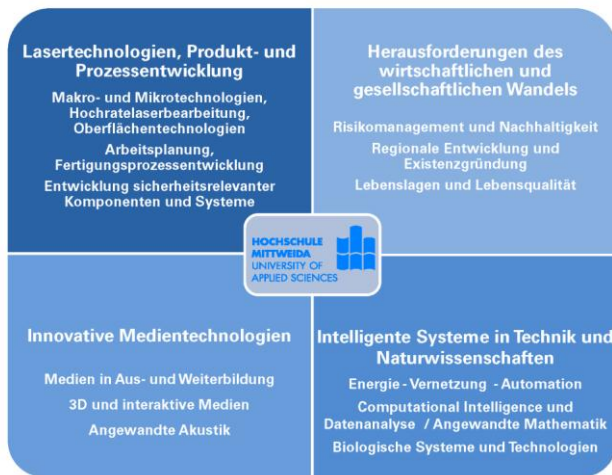 Lasertechnologien, Produkt- und
Prozessentwicklung
Makro- und Mikrotechnologien,
Hochratelaserbearbeitung,
Oberflächentechnologien
Arbeitsplanung,
Fertigungsprozessentwicklung
Entwicklung sicherheitsrelevanter
Komponenten und Systeme
Herausforderungen des
wirtschaftlichen und
gesellschaftlichen Wandels
Risikomanagement und Nachhaltigkeit
Regionale Entwicklung und
Existenzgründung
Lebenslagen und Lebensqualität
HOCHSCHULE
MITTWEIDA
UNIVERSITY OF
APPLIED SCIENCES
Innovative Medientechnologien
Medien in Aus- und Weiterbildung
3D und interaktive Medien
Angewandte Akustik
Intelligente Systeme in Technik und
Naturwissenschaften
Energie - Vernetzung - Automation
Computational Intelligence und
Datenanalyse / Angewandte Mathematik
Biologische Systeme und Technologien